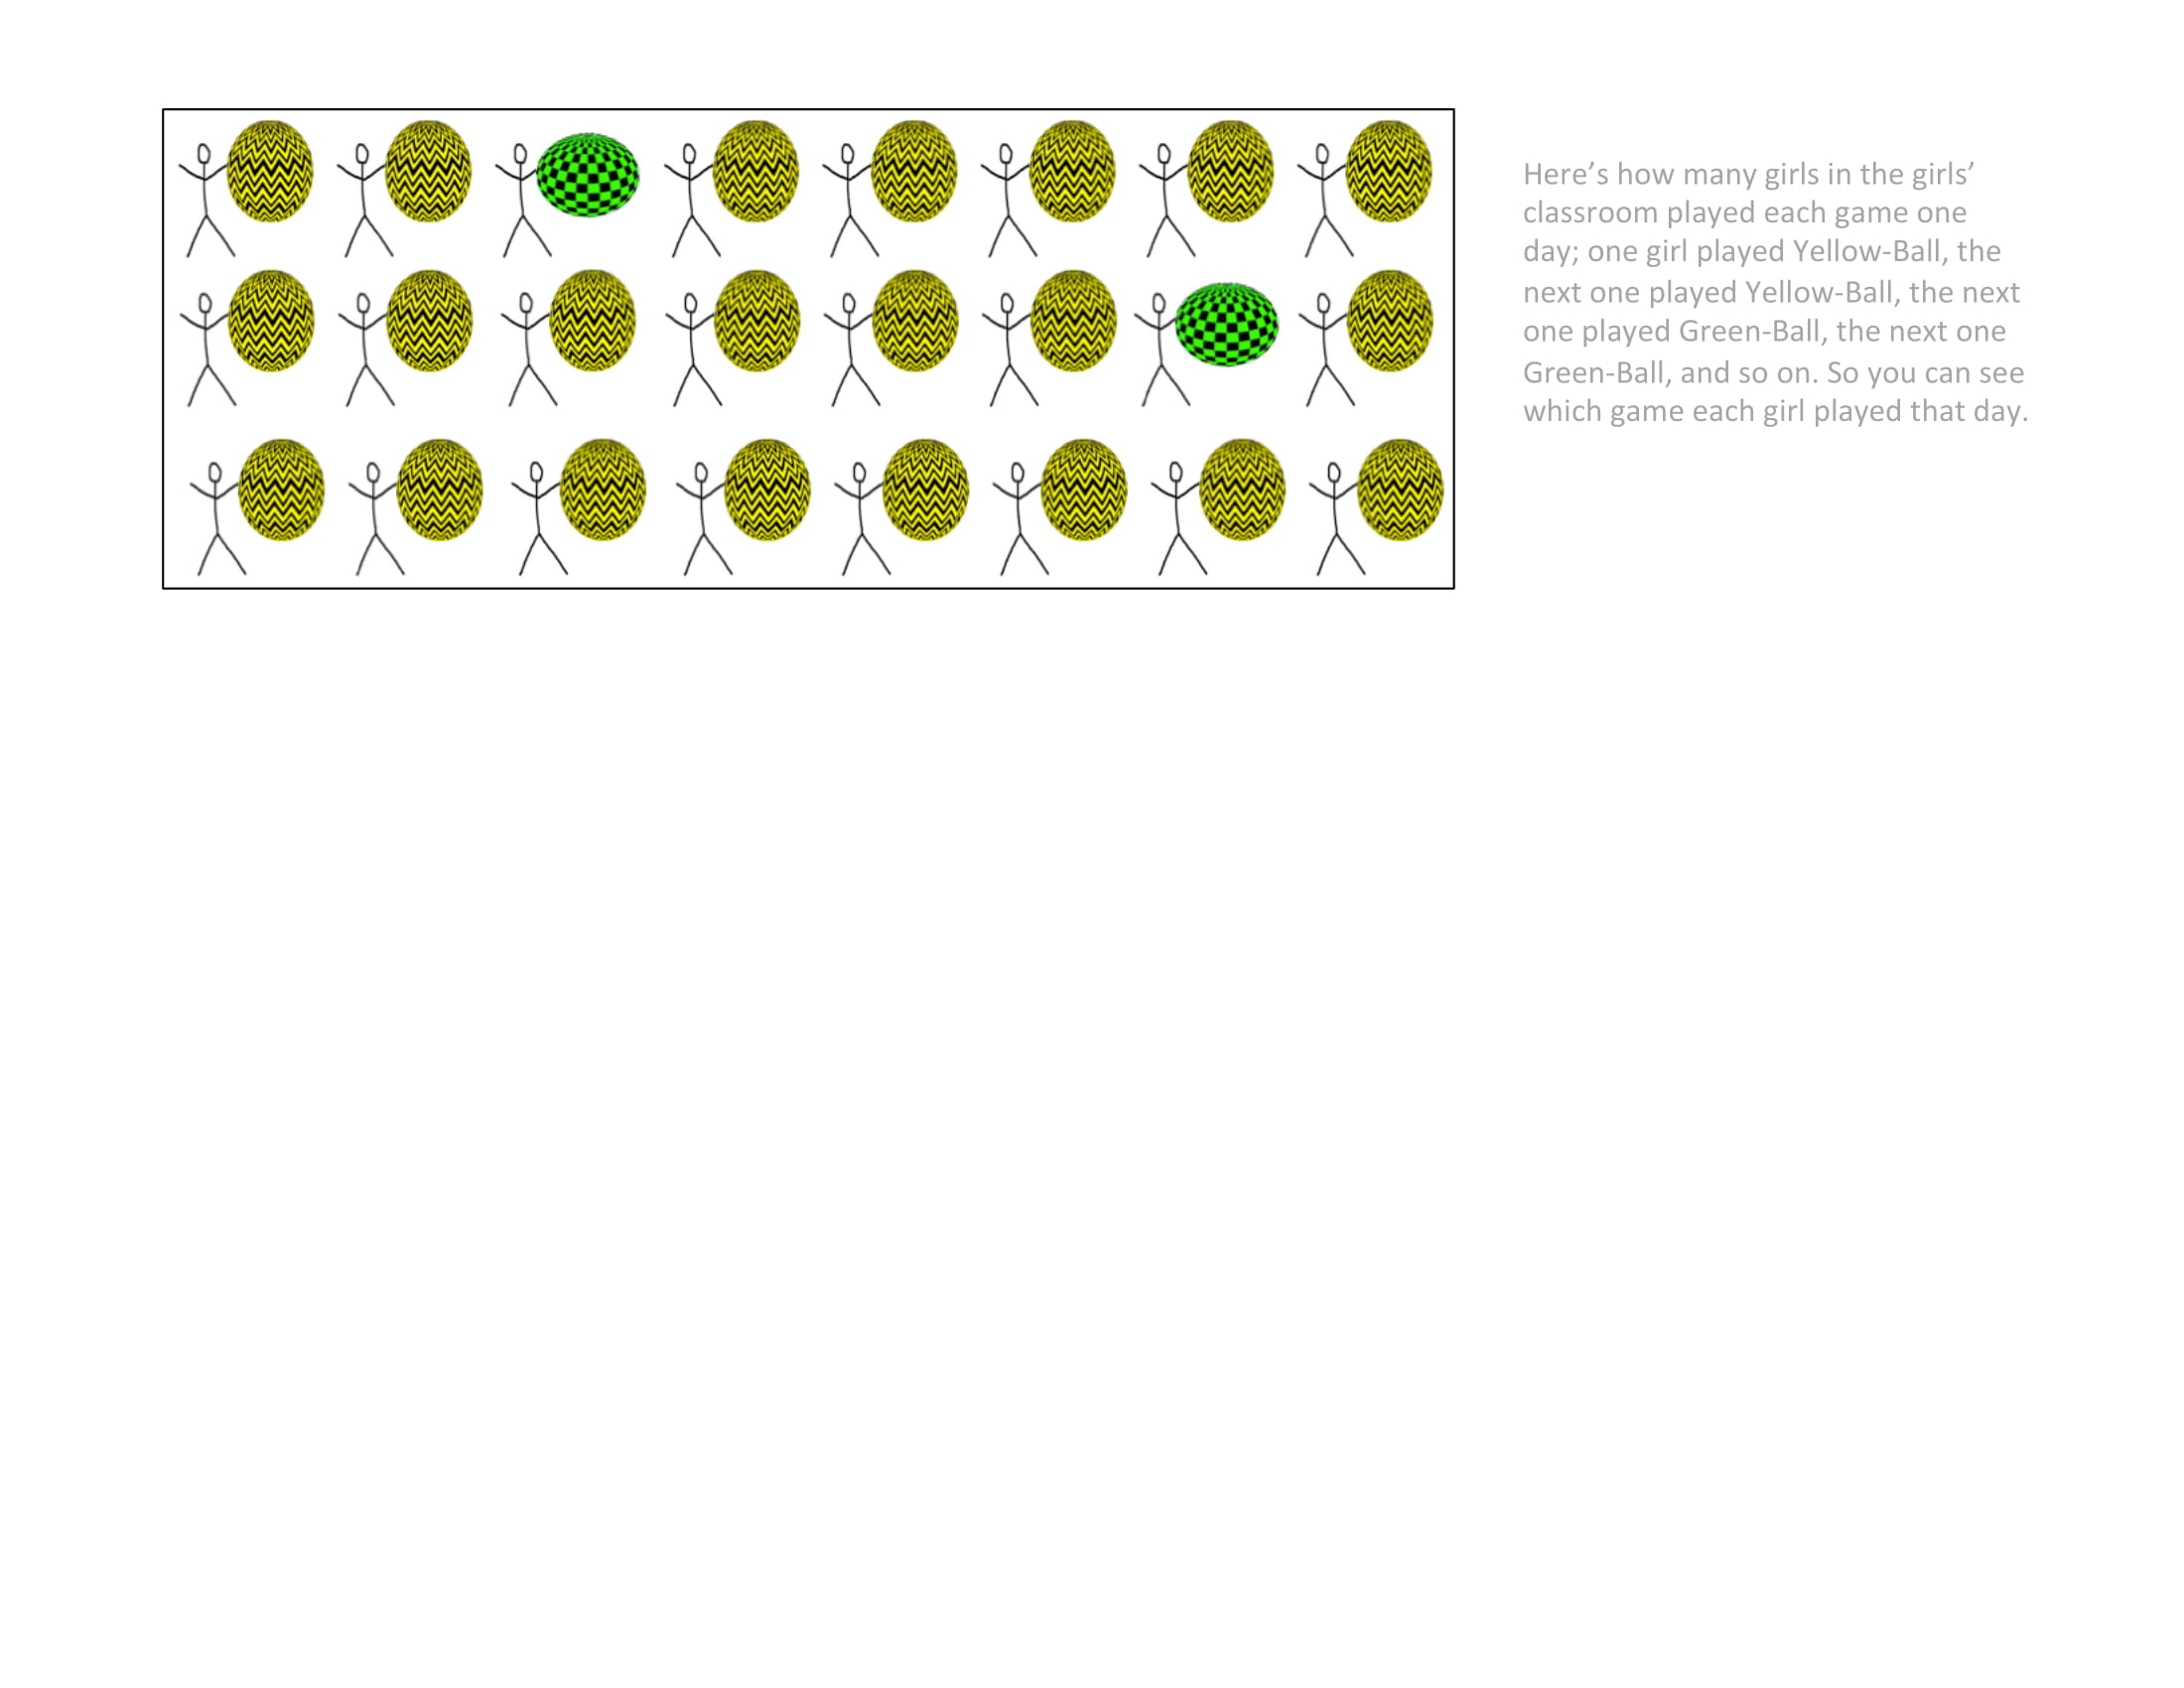 Here’s how many girls in the girls’
classroom played each game one
day; one girl played Yellow-Ball, the
next one played Yellow-Ball, the next
one played Green-Ball, the next one
Green-Ball, and so on. So you can see
which game each girl played that day.